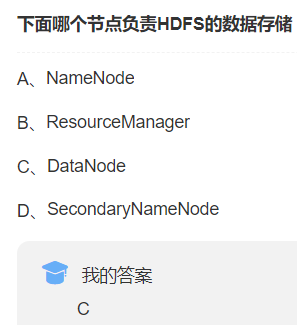 下面哪个节点负责HDFS的数据存储
A、NameNode
B、ResourceManager
C、DataNode
D、SecondaryNameNode
我的答案
C